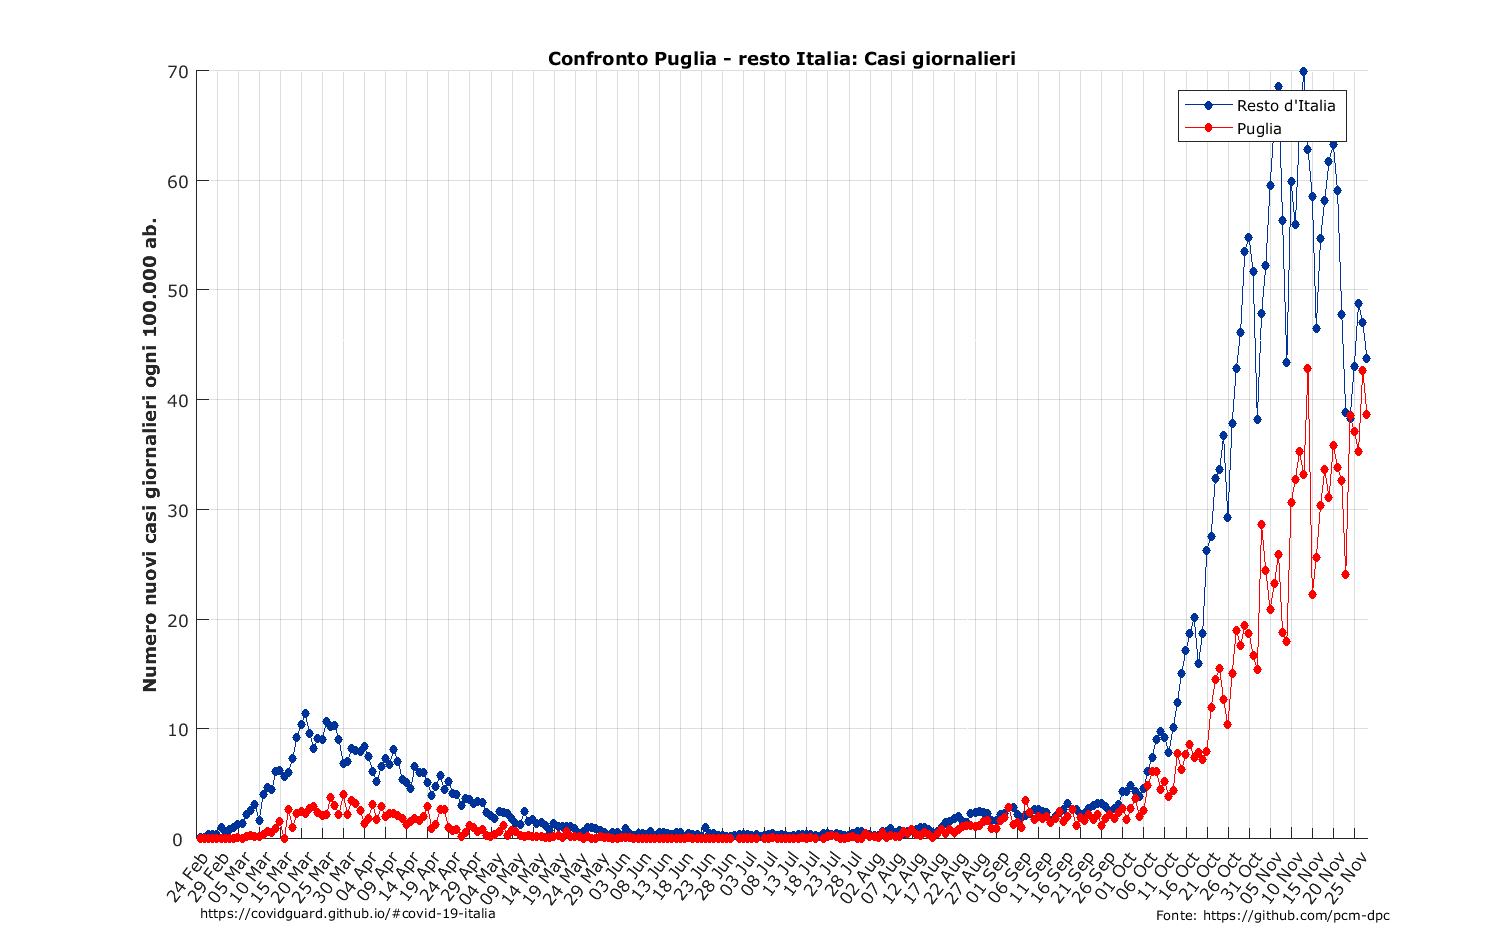 Confronto Puglia - resto Italia: Casi giornalieri
Resto d'Italia
Puglia
Numero nuovi casi giornalieri ogni 100.000 ab.
70
60
50
40
30
20
10
0
24 Feb
29 Feb
05 Mar
10 Mar
15 Mar
20 Mar
25 Mar
30 Mar
04 Apr
09 Apr
14 Apr
19 Apr
24 Apr
29 Apr
04 May
09 May
14 May
19 May
24 May
29 May
03 Jun
08 Jun
13 Jun
18 Jun
23 Jun
28 Jun
03 Jul
08 Jul
13 Jul
18 Jul
23 Jul
28 Jul
02 Aug
07 Aug
12 Aug
17 Aug
22 Aug
27 Aug
01 Sep
06 Sep
11 Sep
16 Sep
21 Sep
26 Sep
01 Oct
06 Oct
11 Oct
16 Oct
21 Oct
26 Oct
31 Oct
05 Nov
10 Nov
15 Nov
20 Nov
25 Nov
https://covidguard.github.io/#covid-19-italia
Fonte: https://github.com/pcm-dpc